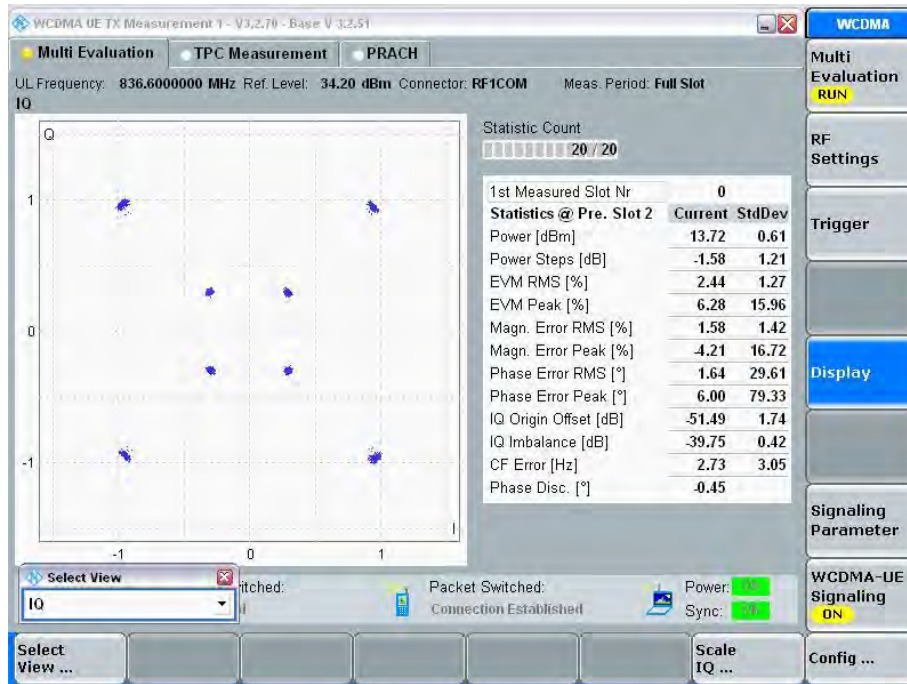 WCDMA UE TX Measurement 1 - V3.2.70 - Base V 3.2.51
WCDMA
Multi Evaluation TPC Measurement PRACH
Multi Evaluation RUN
UL Frequency: 836.6000000 MHz Ref. Level: 34.20 dBm Connector: RF1COM Meas. Period: Full Slot
IQ
Q
Statistic Count
20 / 20
RF Settings
1st Measured Slot Nr 0
Statistics @ Pre. Slot 2 Current StdDev
Power [dBm] 13.72 0.61
Power Steps [dB] -1.58 1.21
EVM RMS [%] 2.44 1.27
EVM Peak [%] 6.28 15.96
Magn. Error RMS [%] 1.58 1.42
Magn. Error Peak [%] -4.21 16.72
Phase Error RMS [°] 1.64 29.61
Phase Error Peak [°] 6.00 79.33
IQ Origin Offset [dB] -51.49 1.74
IQ Imbalance [dB] -39.75 0.42
CF Error [Hz] 2.73 3.05
Phase Disc. [°] -0.45
1
0
-1
I
-1 0 1
Trigger
Display
Signaling Parameter
WCDMA-UE Signaling ON
Select View
IQ
itched:
Packet Switched:
Connection Established
Power:
Sync:
Select View ...
Scale IQ ...
Config ...